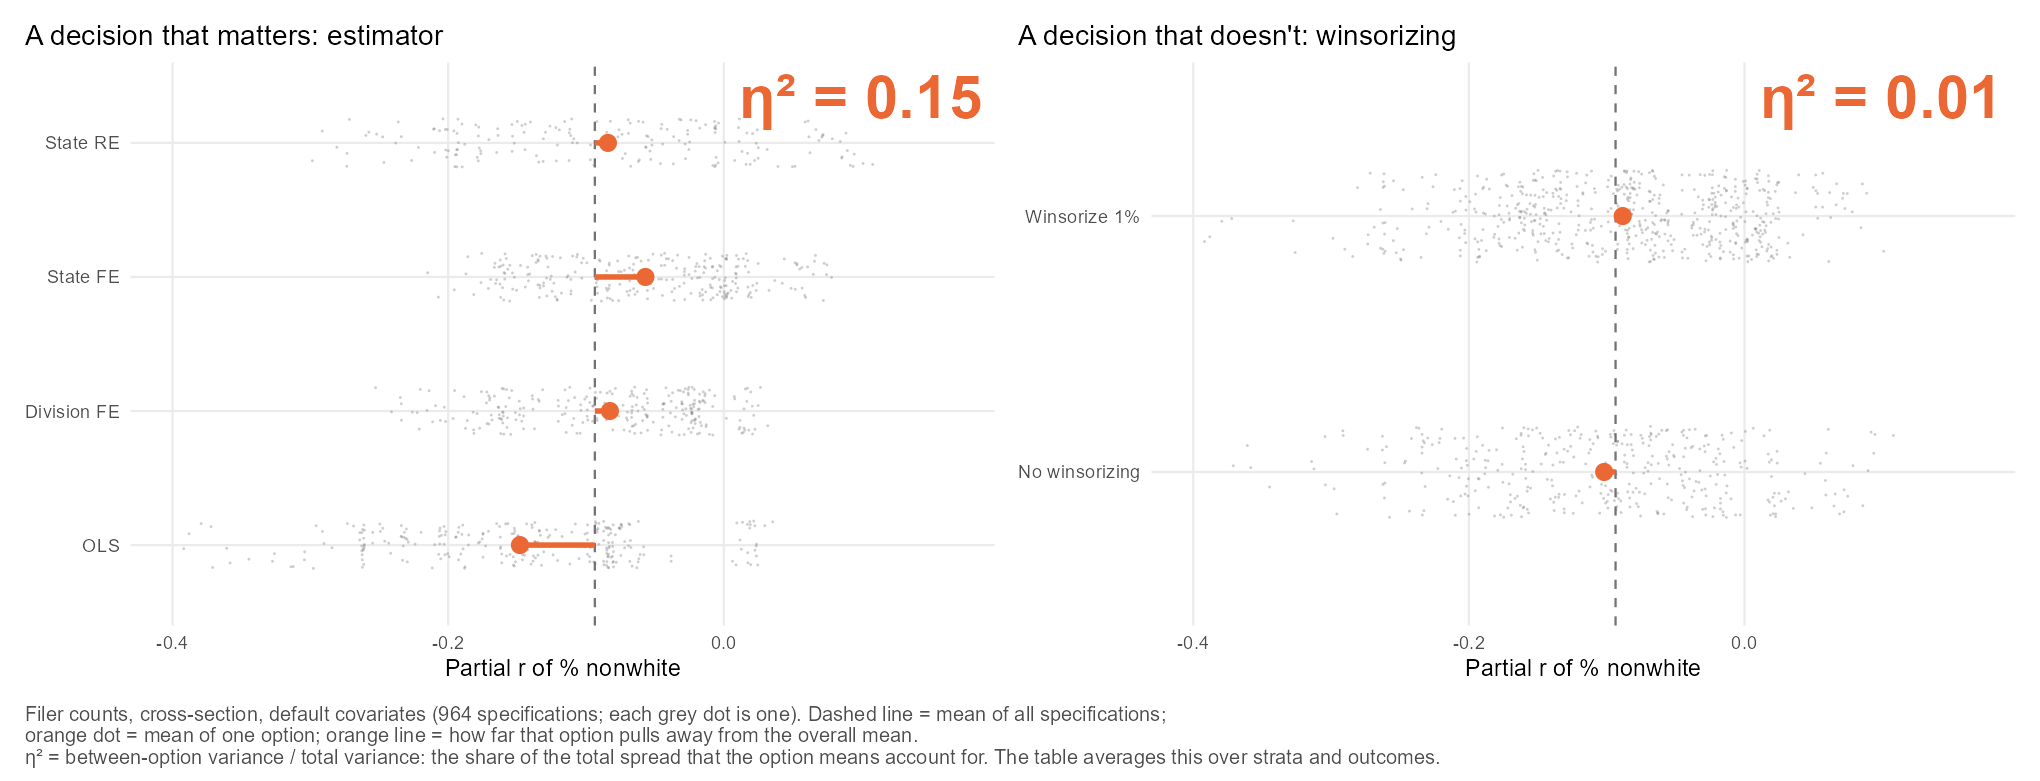 A decision that matters: estimator
η² = 0.15
State RE
State FE
Division FE
OLS
-0.4
-0.2
0.0
Partial r of % nonwhite
A decision that doesn't: winsorizing
η² = 0.01
Winsorize 1%
No winsorizing
-0.4
-0.2
0.0
Partial r of % nonwhite
Filer counts, cross-section, default covariates (964 specifications; each grey dot is one). Dashed line = mean of all specifications;
orange dot = mean of one option; orange line = how far that option pulls away from the overall mean.
η² = between-option variance / total variance: the share of the total spread that the option means account for. The table averages this over strata and outcomes.